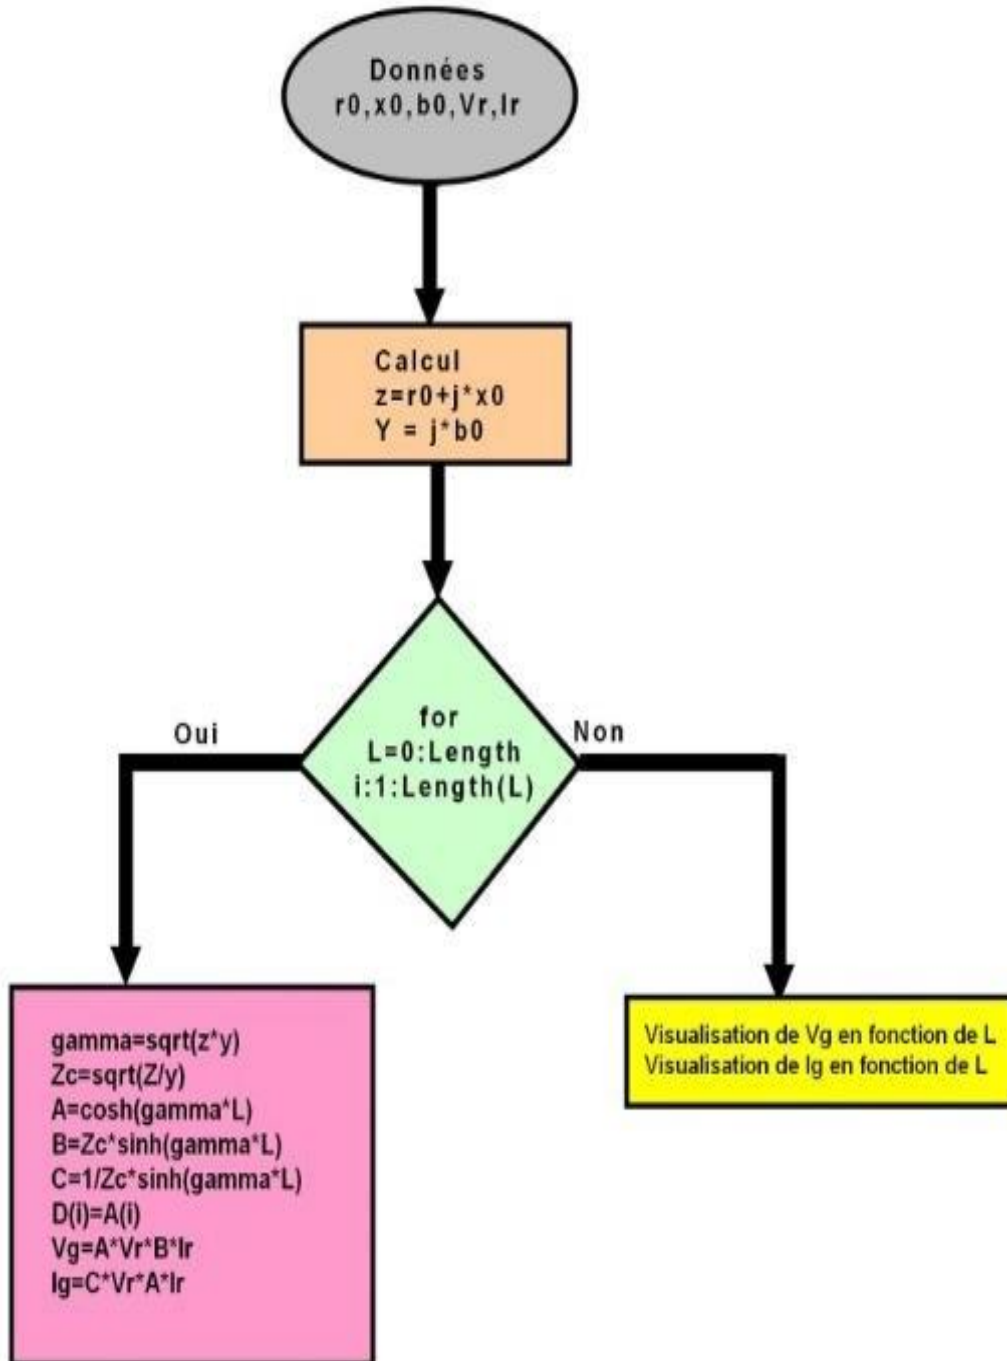 Données
r0,x0,b0,Vr,Ir
Calcul
z=r0+j*x0
Y = j*b0
for
L=0:Length
i:1:Length(L)
Oui
Non
gamma=sqrt(z*y)
Zc=sqrt(Z/y)
A=cosh(gamma*L)
B=Zc*sinh(gamma*L)
C=1/Zc*sinh(gamma*L)
D(i)=A(i)
Vg=A*Vr*B*Ir
Ig=C*Vr*A*Ir
Visualisation de Vg en fonction de L
Visualisation de Ig en fonction de L